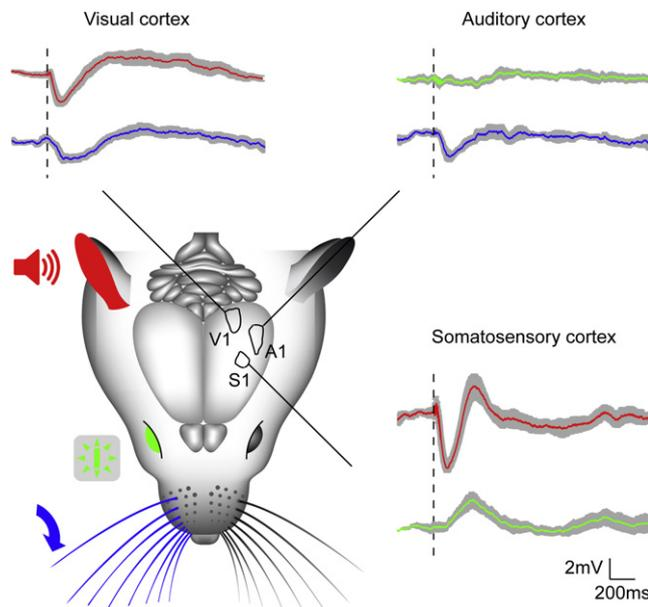 Visual cortex
Auditory cortex
V1
A1
S1
Somatosensory cortex
2mV
200ms